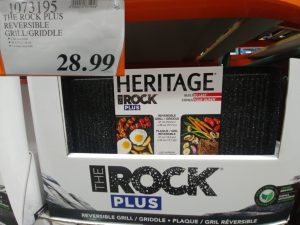 1073195
THE ROCK PLUS
REVERSIBLE
GRILL/GRIDDLE
28.99
HERITAGE
THE ROCK
PLUS
REVERSIBLE
GRILL / GRIDDLE
PLAQUE / GRIL
RÉVERSIBLE
THE ROCK
PLUS
REVERSIBLE GRILL / GRIDDLE • PLAQUE / GRIL RÉVERSIBLE